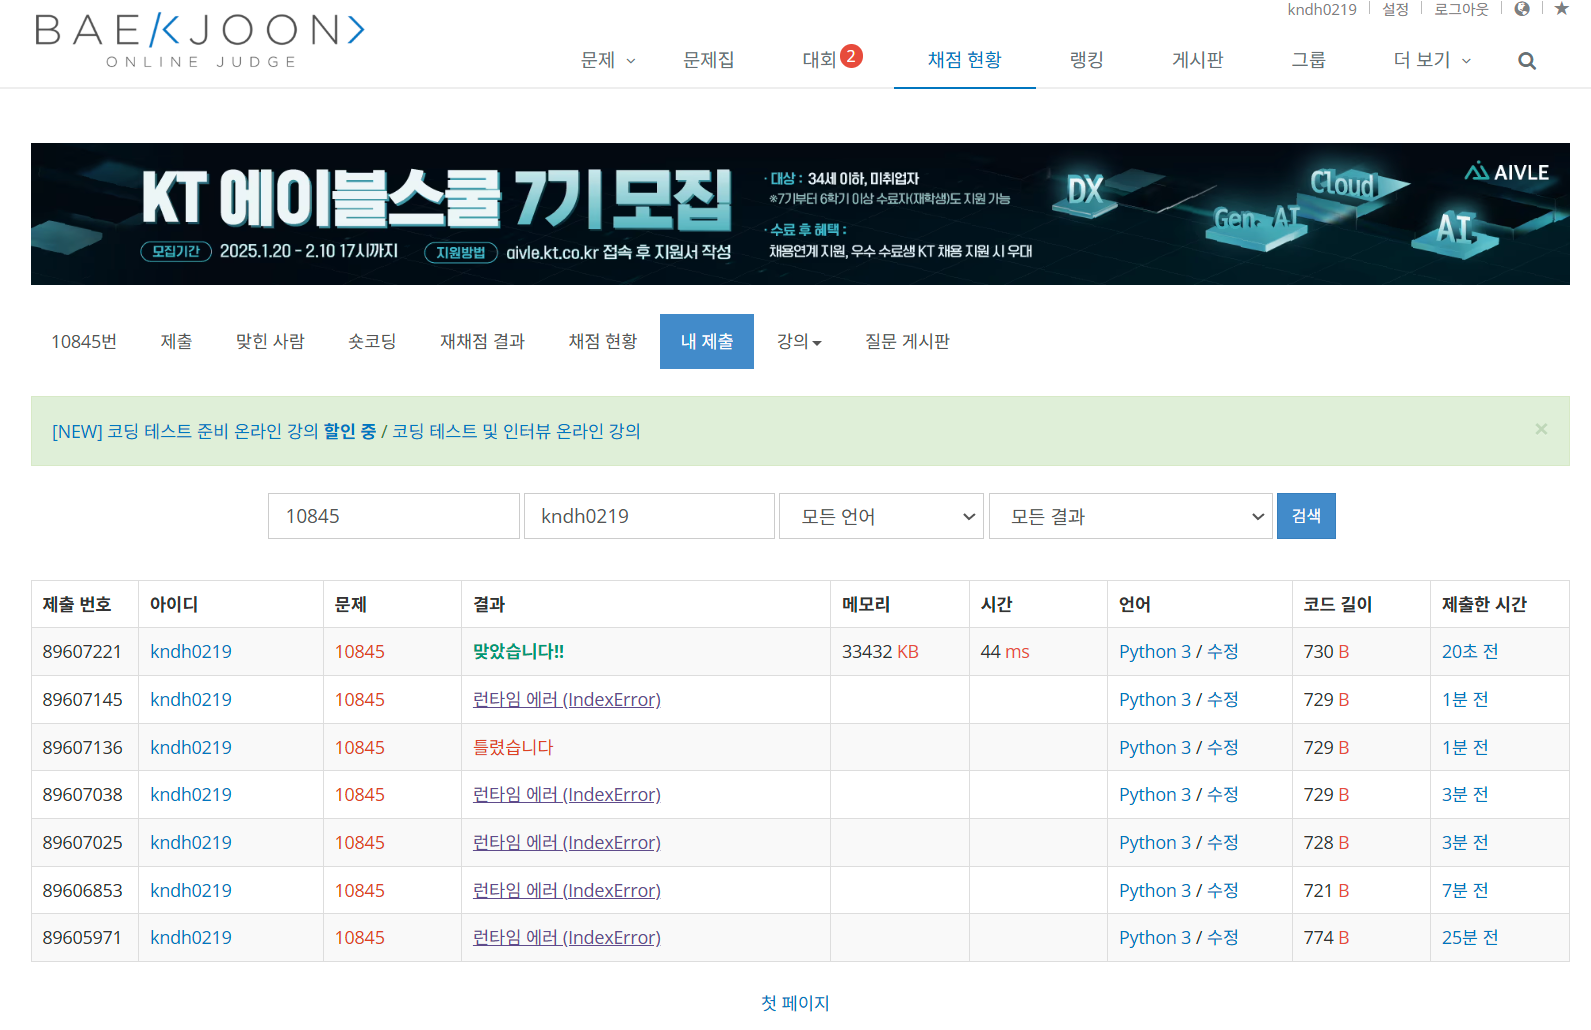 kndh0219 | 설정 | 로그아웃
BAEKJOON>
ONLINE JUDGE
문제 문제집 대회 2 채점 현황 랭킹 게시판 그룹 더 보기
KT 에이블스쿨 7기 모집
모집기간 2025.1.20 - 2.10 17시까지 지원방법 aivle.kt.co.kr 접속 후 지원서 작성
· 대상 : 34세 이하, 미취업자
※7기부터 6학기 이상 수료자(재학생)도 지원 가능
· 수료 후 혜택 :
채용연계 지원, 우수 수료생 KT 채용 지원 시 우대
DX
Gen. AI
Cloud
AI
AIVLE
10845번 제출 맞힌 사람 숏코딩 재채점 결과 채점 현황 내 제출 강의 질문 게시판
[NEW] 코딩 테스트 준비 온라인 강의 할인 중 / 코딩 테스트 및 인터뷰 온라인 강의 ×
10845 kndh0219 모든 언어 모든 결과 검색
제출 번호 아이디 문제 결과 메모리 시간 언어 코드 길이 제출한 시간
89607221 kndh0219 10845 맞았습니다!! 33432 KB 44 ms Python 3 / 수정 730 B 20초 전
89607145 kndh0219 10845 런타임 에러 (IndexError) Python 3 / 수정 729 B 1분 전
89607136 kndh0219 10845 틀렸습니다 Python 3 / 수정 729 B 1분 전
89607038 kndh0219 10845 런타임 에러 (IndexError) Python 3 / 수정 729 B 3분 전
89607025 kndh0219 10845 런타임 에러 (IndexError) Python 3 / 수정 728 B 3분 전
89606853 kndh0219 10845 런타임 에러 (IndexError) Python 3 / 수정 721 B 7분 전
89605971 kndh0219 10845 런타임 에러 (IndexError) Python 3 / 수정 774 B 25분 전
첫 페이지